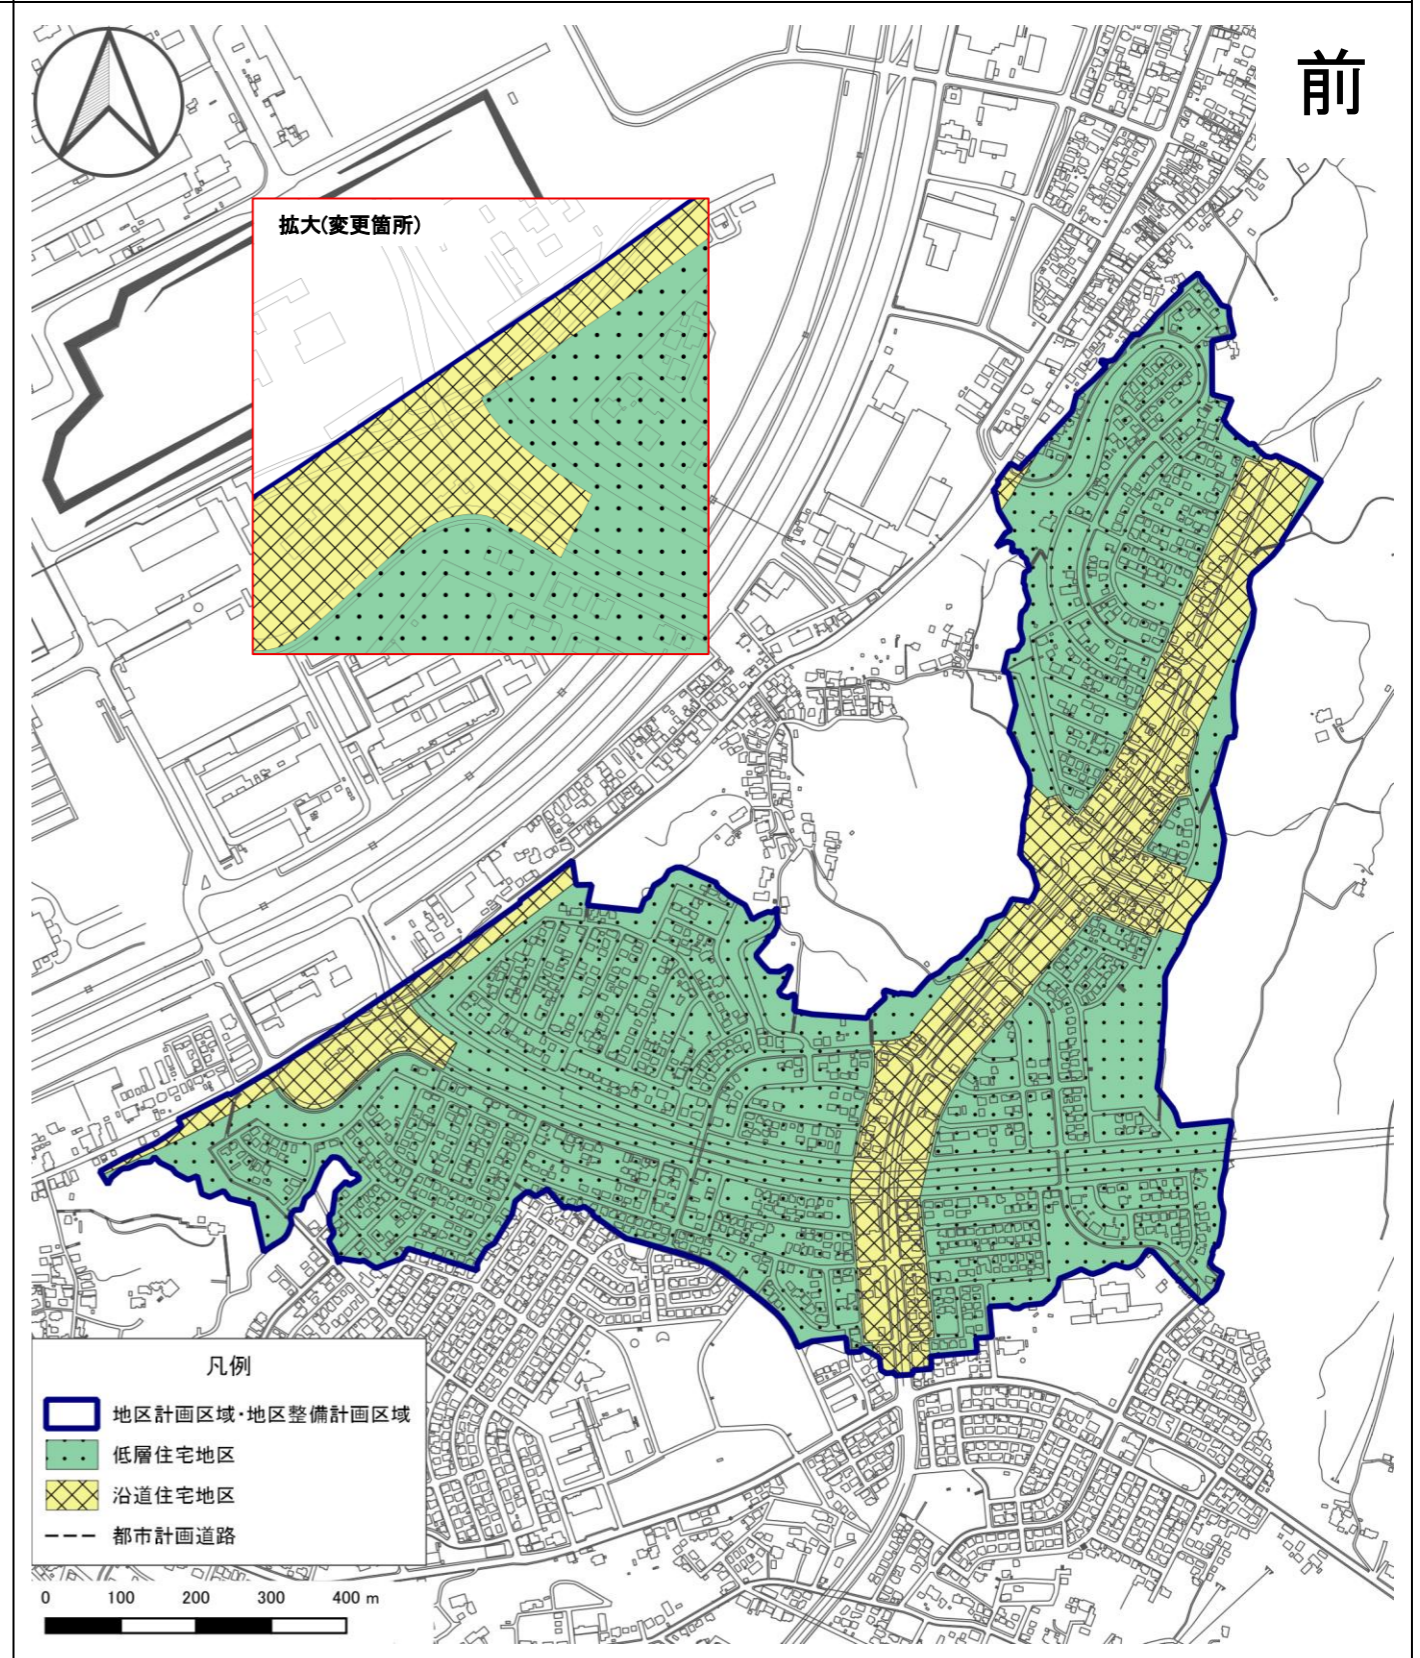 前
拡大(変更箇所)
凡例
地区計画区域・地区整備計画区域
低層住宅地区
沿道住宅地区
都市計画道路
0 100 200 300 400 m